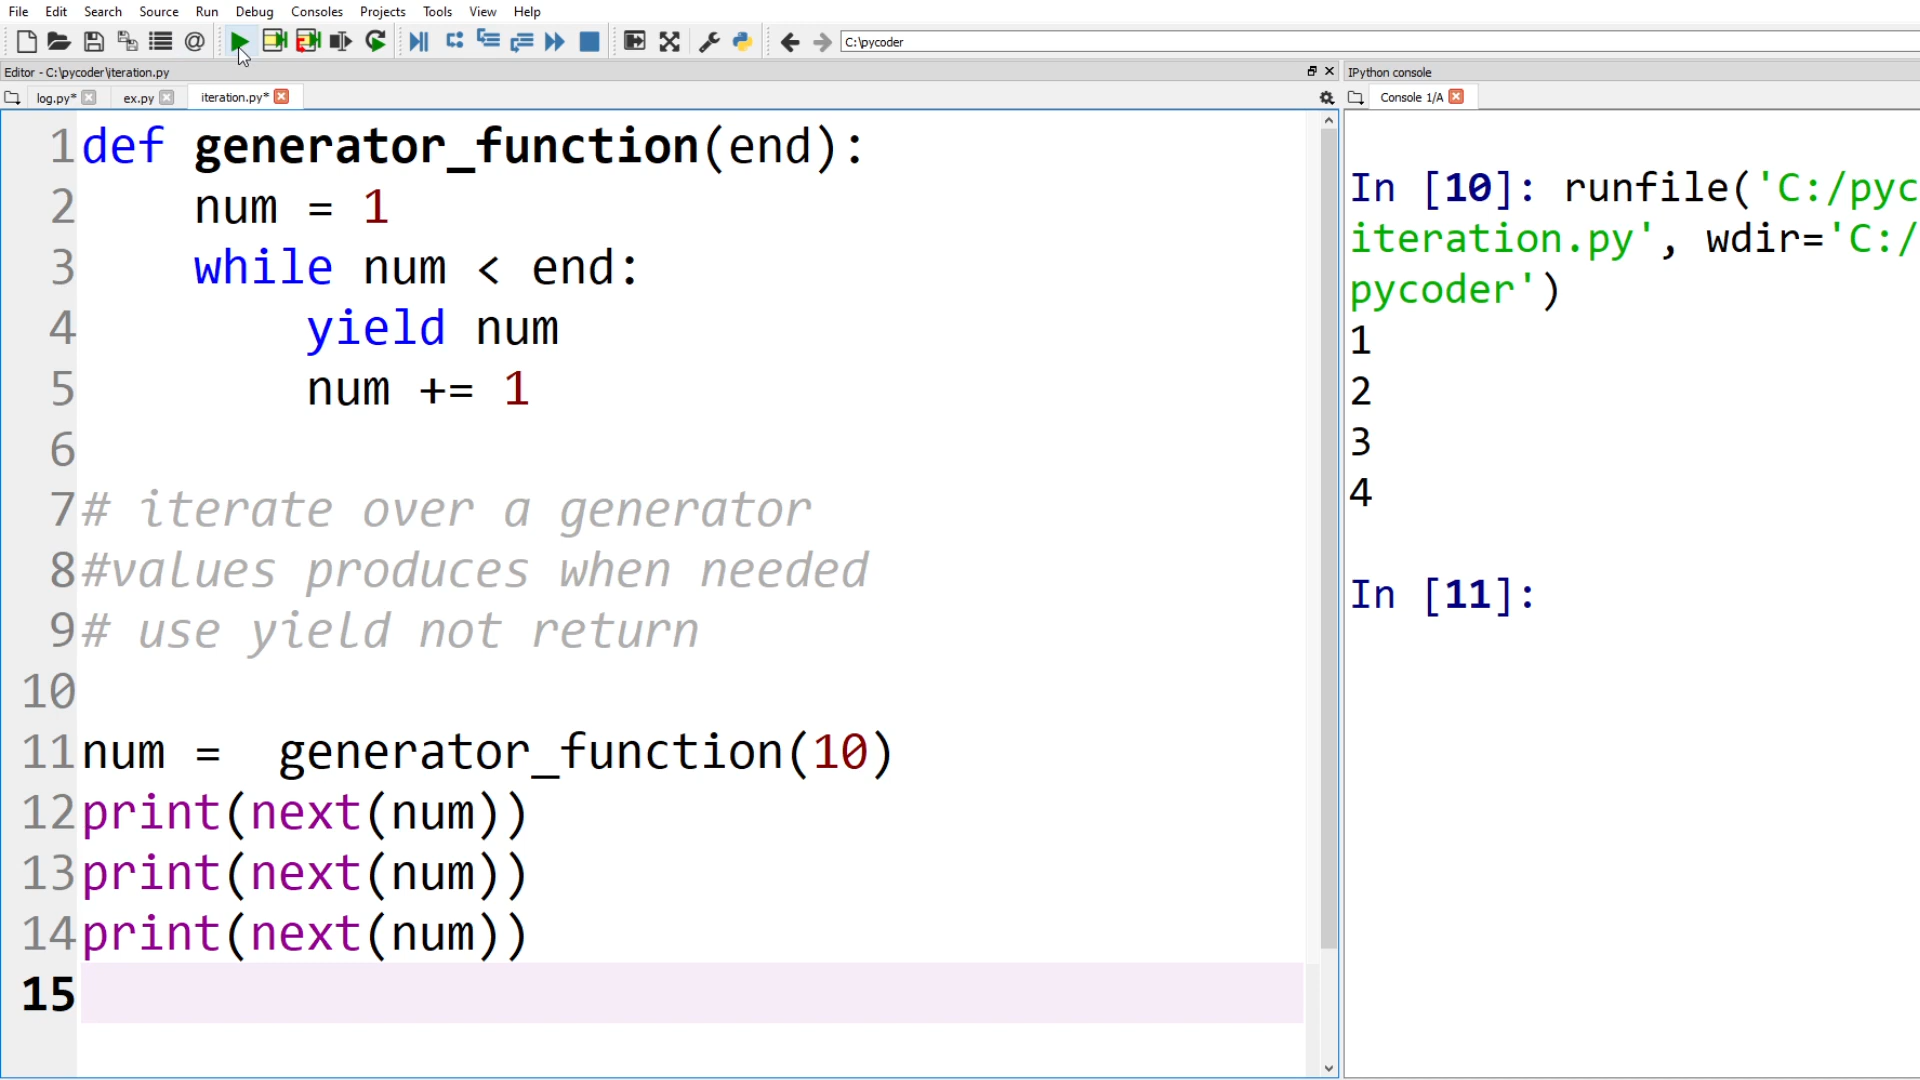 File Edit Search Source Run Debug Consoles Projects Tools View Help
C:\pycoder
Editor - C:\pycoder\iteration.py
log.py* ex.py iteration.py*
1 def generator_function(end):
2 num = 1
3 while num < end:
4 yield num
5 num += 1
6
7 # iterate over a generator
8 #values produces when needed
9 # use yield not return
10
11 num =  generator_function(10)
12 print(next(num))
13 print(next(num))
14 print(next(num))
15
IPython console
Console 1/A
In [10]: runfile('C:/pyc
iteration.py', wdir='C:/
pycoder')
1
2
3
4
In [11]: